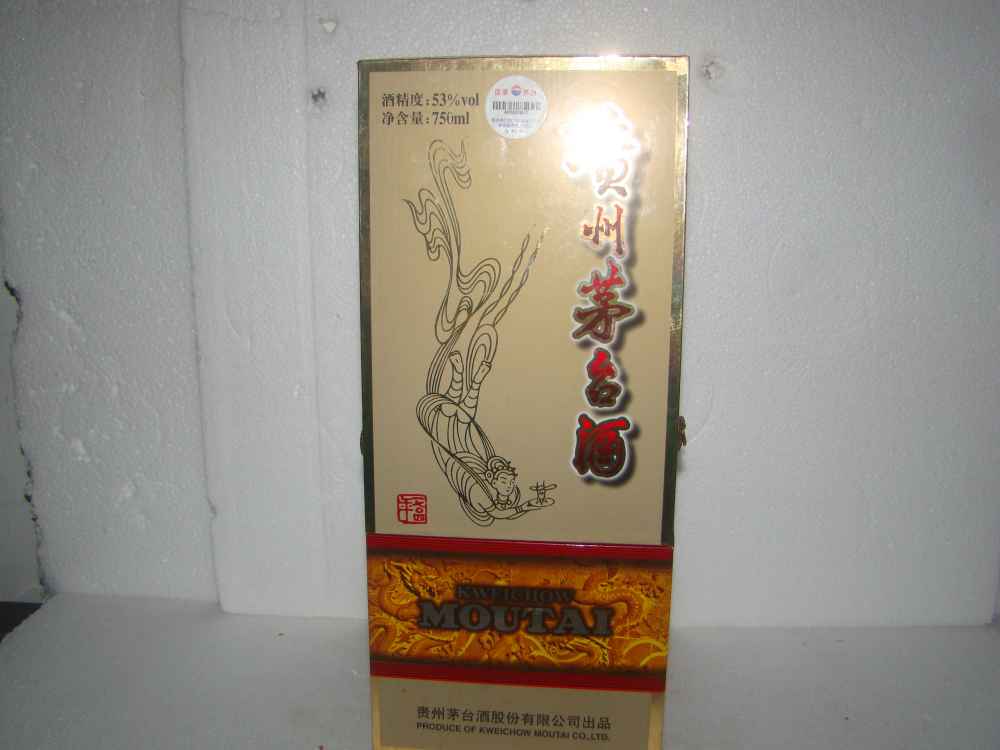 酒精度:53%vol
净含量:750ml
贵州茅台酒
KWEICHOW
MOUTAI
贵州茅台酒股份有限公司出品
PRODUCE OF KWEICHOW MOUTAI CO.,LTD.